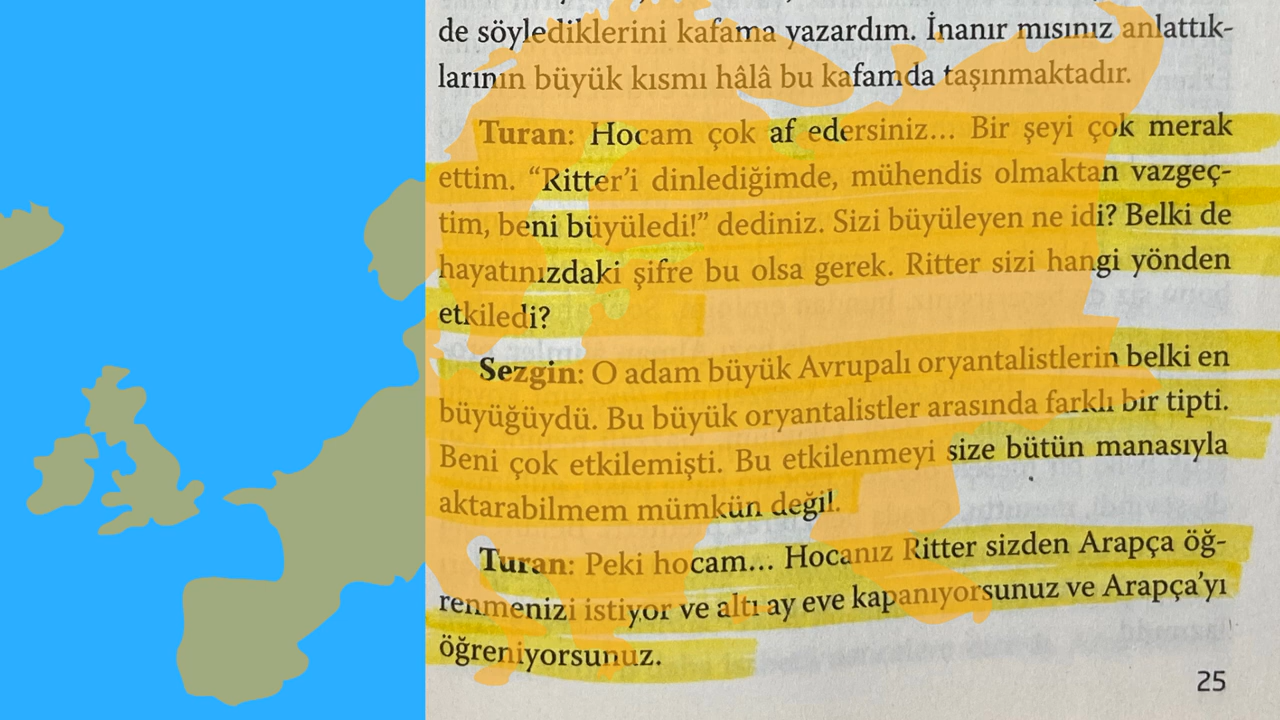 de söylediklerini kafama yazardım. İnanır mısınız anlattık-
larının büyük kısmı hâlâ bu kafamda taşınmaktadır.
Turan: Hocam çok af edersiniz... Bir şeyi çok merak
ettim. “Ritter’i dinlediğimde, mühendis olmaktan vazgeç-
tim, beni büyüledi!” dediniz. Sizi büyüleyen ne idi? Belki de
hayatınızdaki şifre bu olsa gerek. Ritter sizi hangi yönden
etkiledi?
Sezgin: O adam büyük Avrupalı oryantalistlerin belki en
büyüğüydü. Bu büyük oryantalistler arasında farklı bir tipti.
Beni çok etkilemişti. Bu etkilenmeyi size bütün manasıyla
aktarabilmem mümkün değil.
Turan: Peki hocam... Hocanız Ritter sizden Arapça öğ-
renmenizi istiyor ve altı ay eve kapanıyorsunuz ve Arapça’yı
öğreniyorsunuz.
25